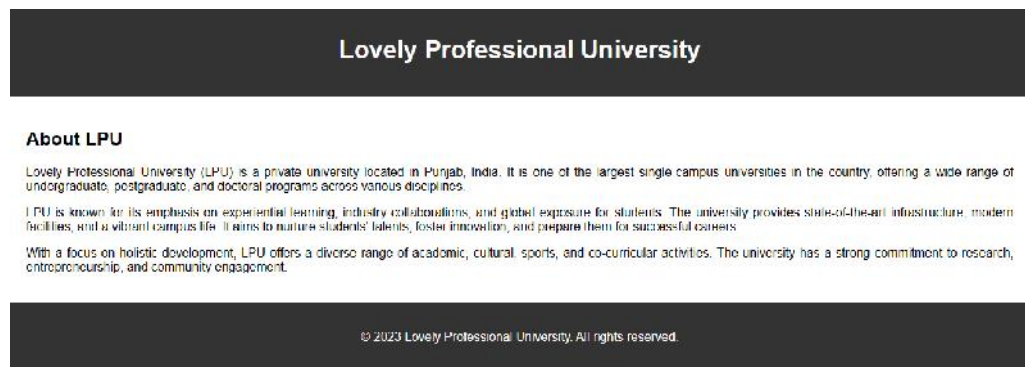 Lovely Professional University
About LPU
Lovely Professional University (LPU) is a private university located in Punjab, India. It is one of the largest single campus universities in the country, offering a wide range of
undergraduate, postgraduate, and doctoral programs across various disciplines.
LPU is known for its emphasis on experiential learning, industry collaborations, and global exposure for students. The university provides state-of-the-art infrastructure, modern
facilities, and a vibrant campus life. It aims to nurture students' talents, foster innovation, and prepare them for successful careers.
With a focus on holistic development, LPU offers a diverse range of academic, cultural, sports, and co-curricular activities. The university has a strong commitment to research,
entrepreneurship, and community engagement.
© 2023 Lovely Professional University. All rights reserved.